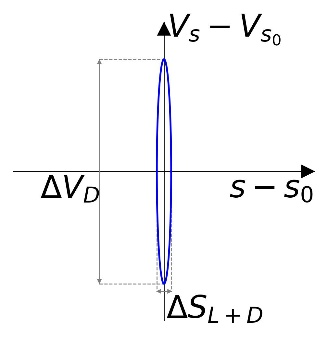 V_s − V_{s_0}
ΔV_D
s − s_0
ΔS_{L+D}